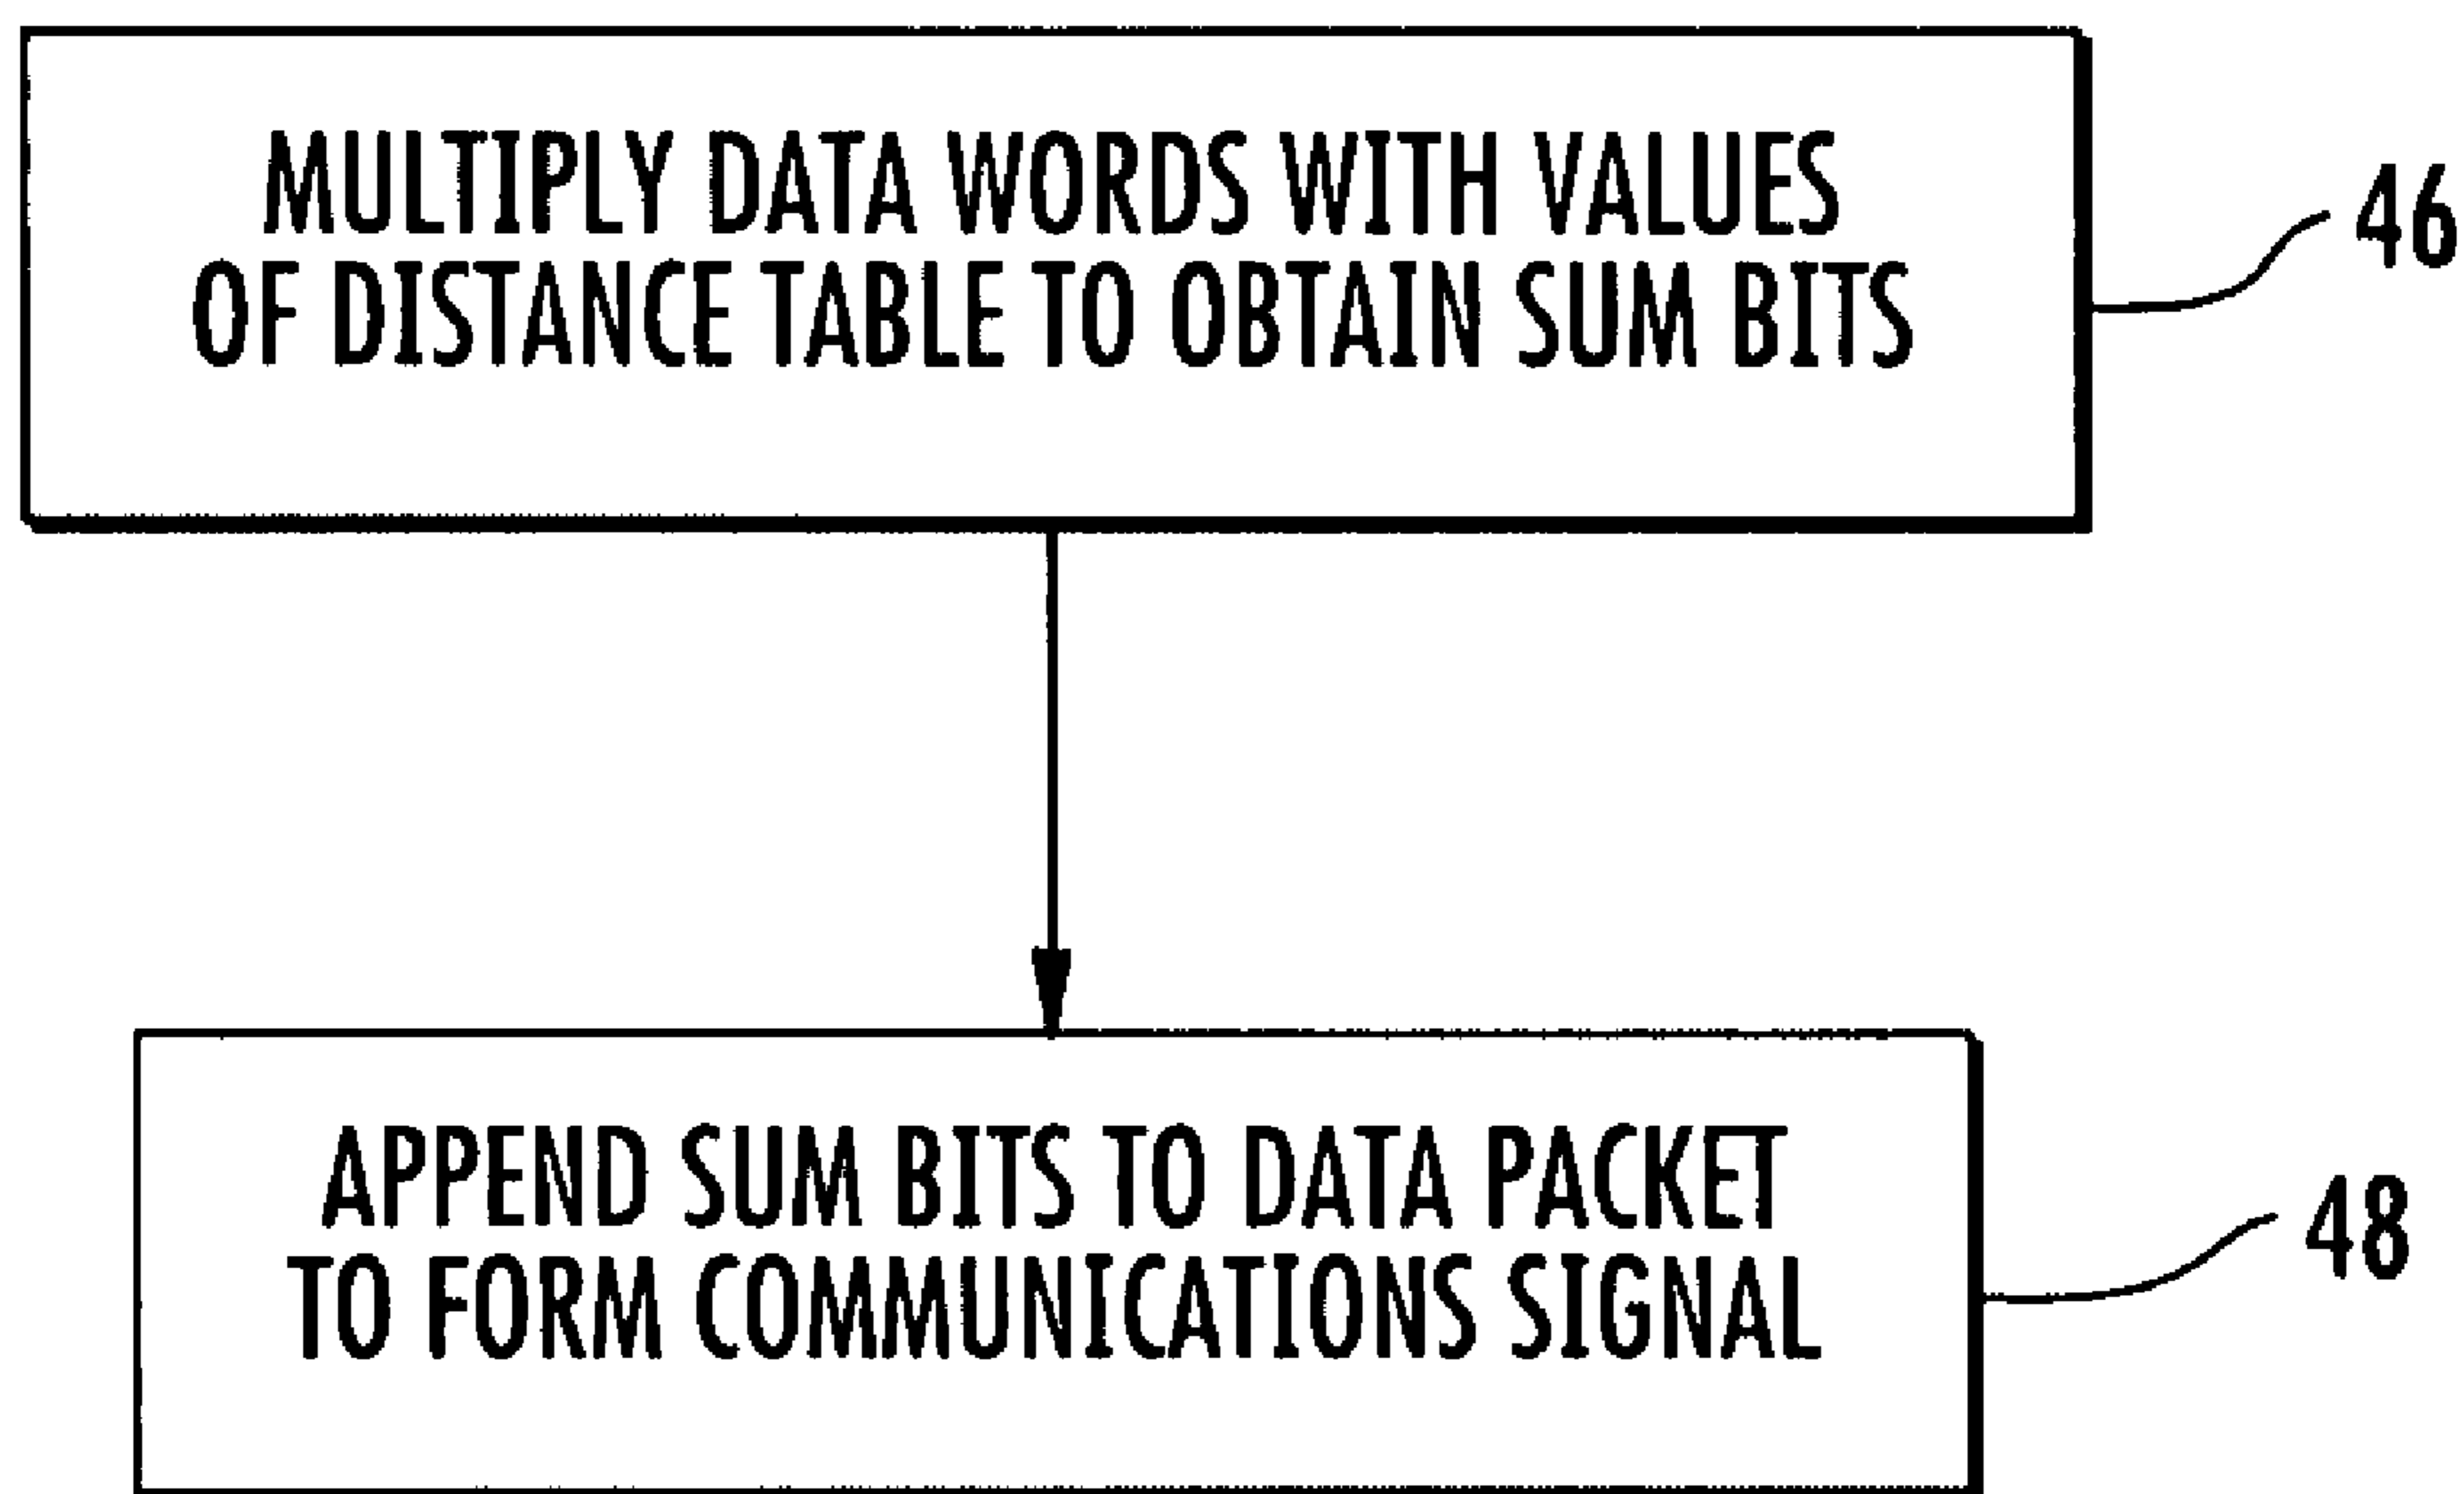 MULTIPLY DATA WORDS WITH VALUES
OF DISTANCE TABLE TO OBTAIN SUM BITS
46
APPEND SUM BITS TO DATA PACKET
TO FORM COMMUNICATIONS SIGNAL
48